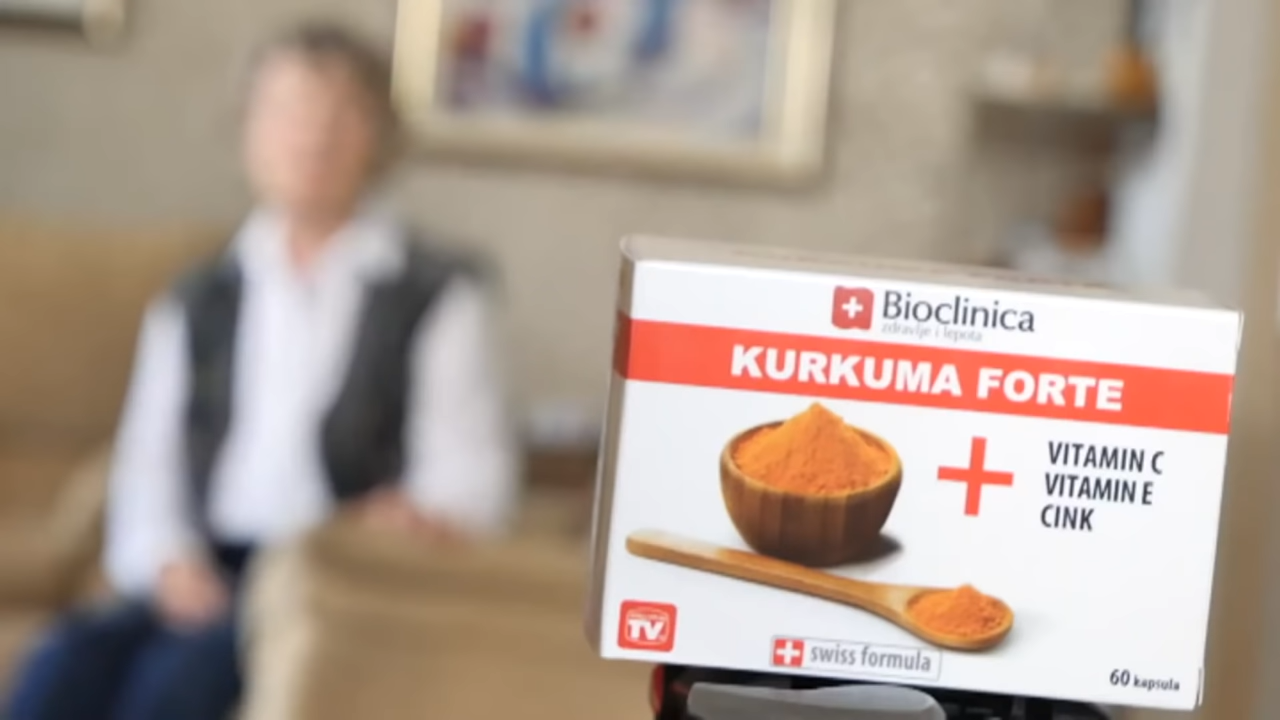 Bioclinica
zdravlje i lepota
KURKUMA FORTE
VITAMIN C
VITAMIN E
CINK
TV
swiss formula
60 kapsula